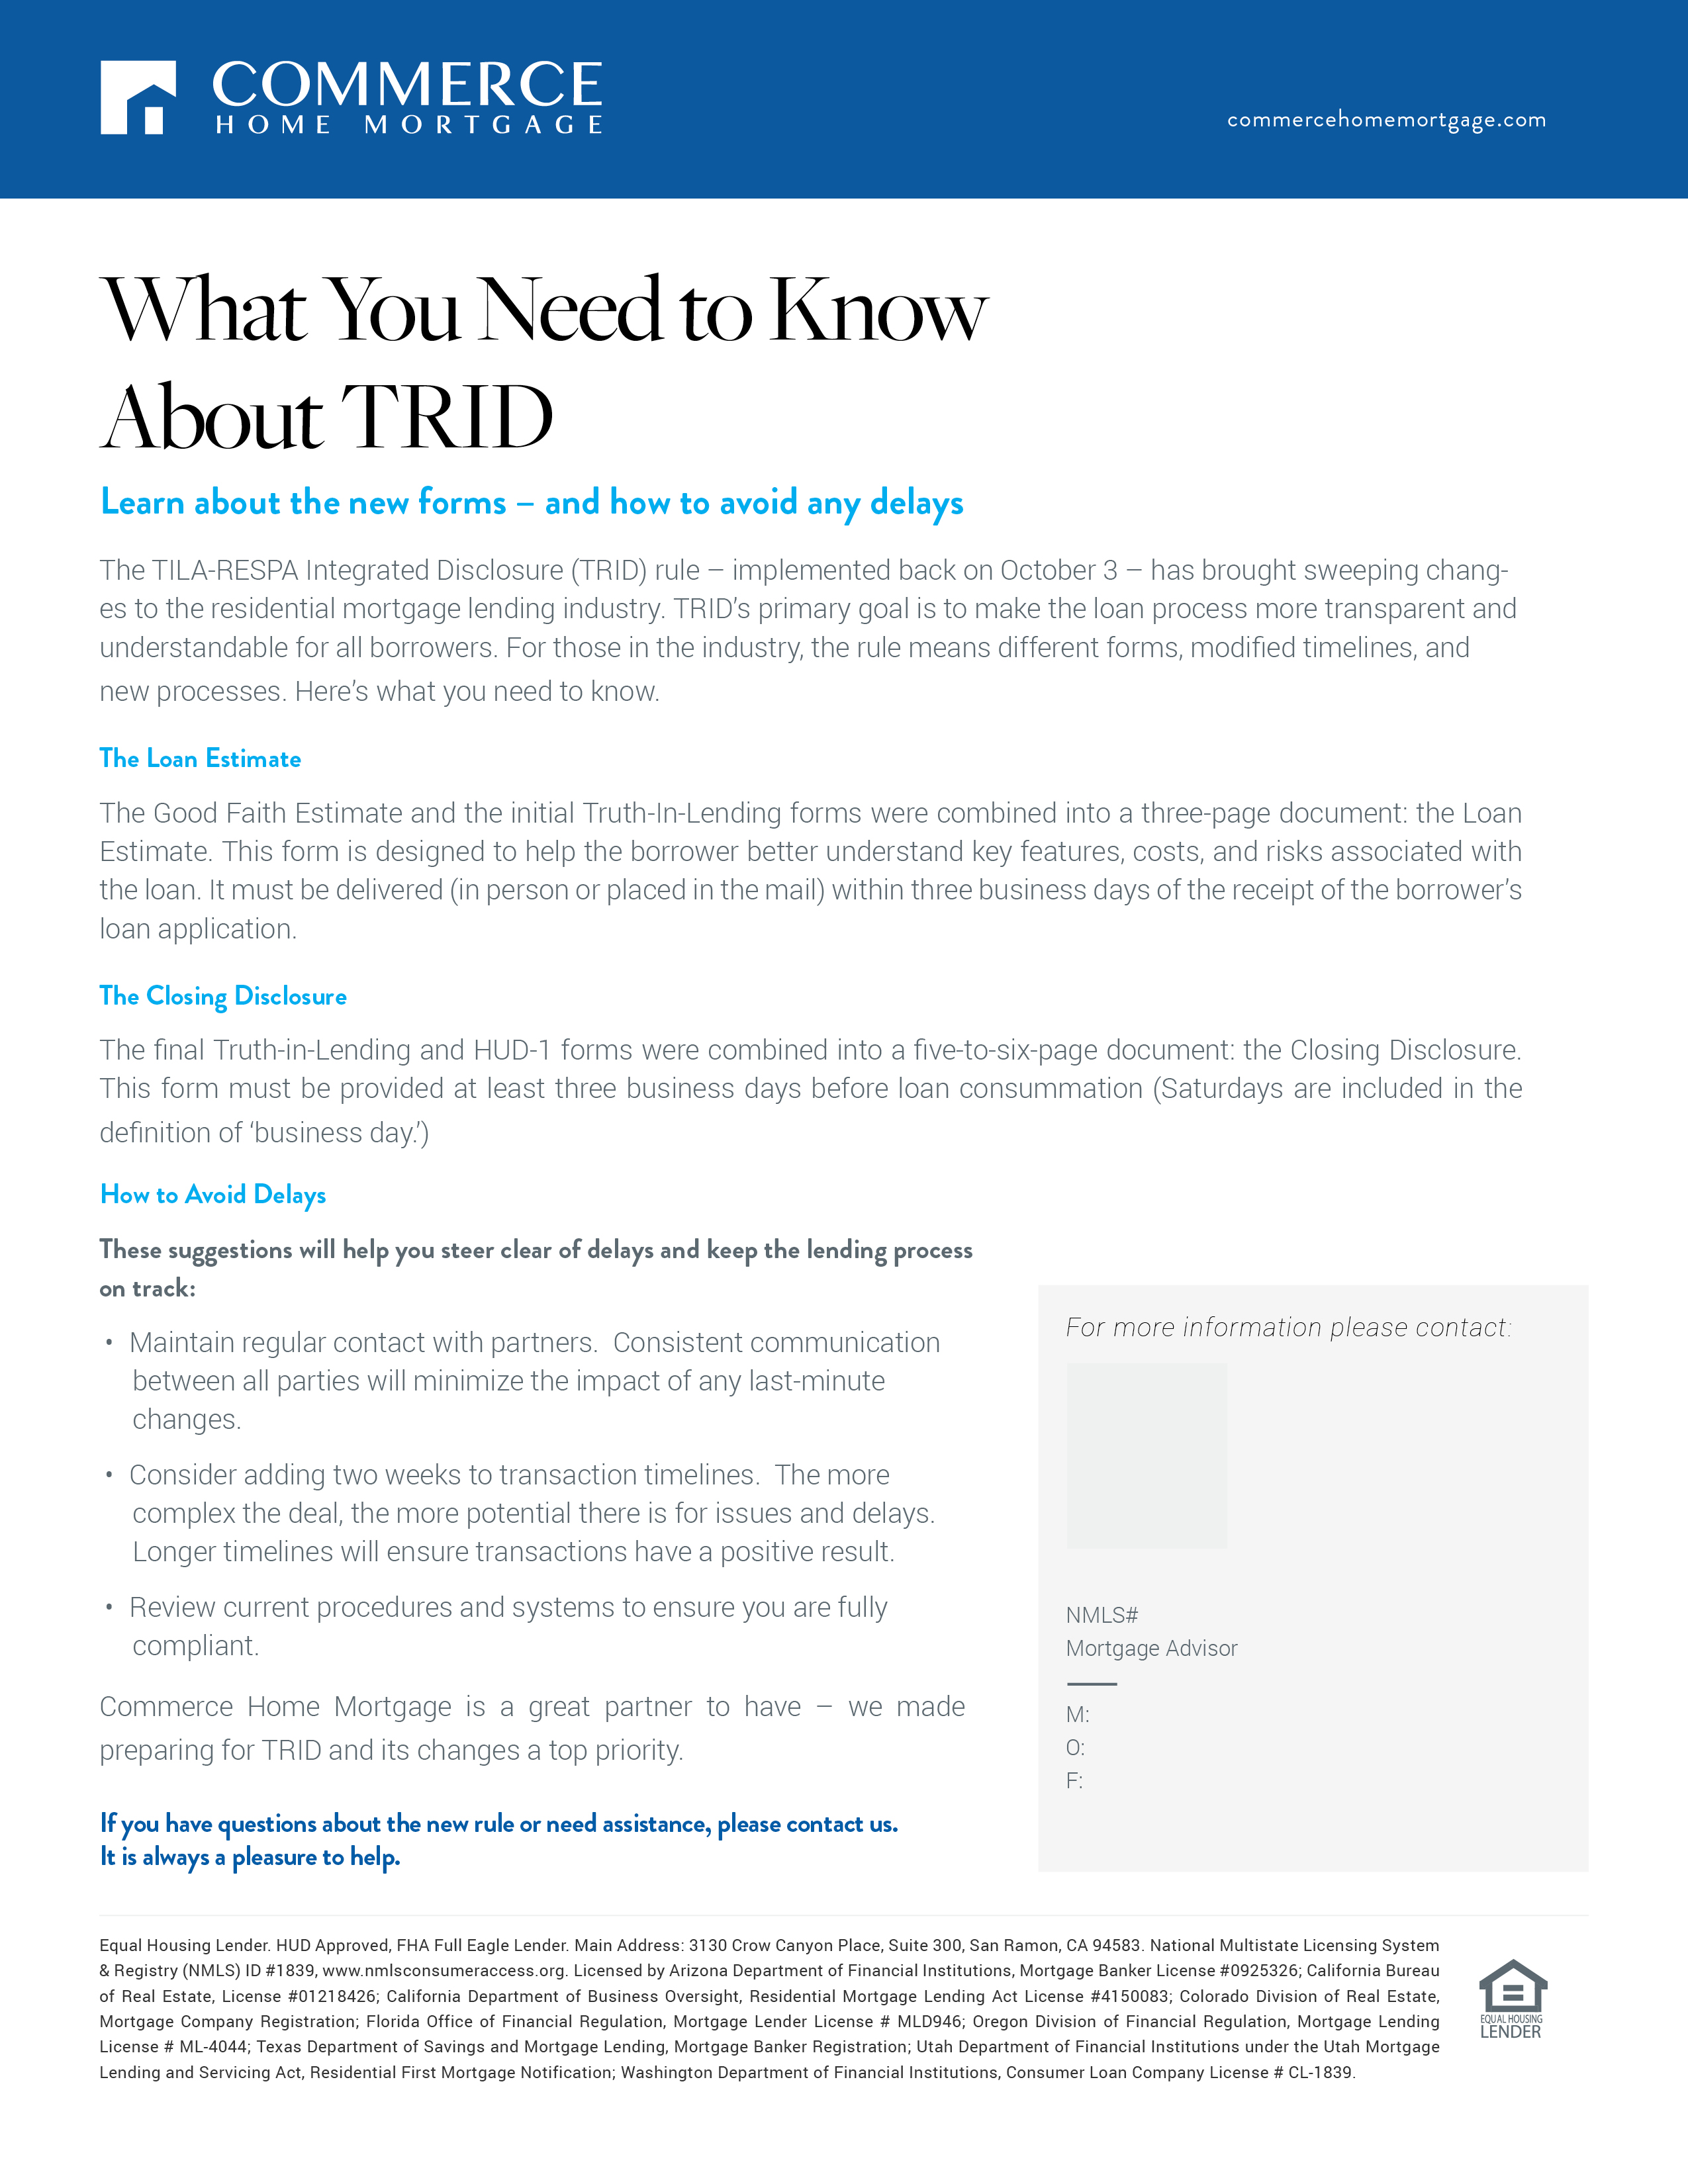 COMMERCE
HOME MORTGAGE
commercehomemortgage.com
What You Need to Know
About TRID
Learn about the new forms – and how to avoid any delays
The TILA-RESPA Integrated Disclosure (TRID) rule – implemented back on October 3 – has brought sweeping chang-
es to the residential mortgage lending industry. TRID’s primary goal is to make the loan process more transparent and
understandable for all borrowers. For those in the industry, the rule means different forms, modified timelines, and
new processes. Here’s what you need to know.
The Loan Estimate
The Good Faith Estimate and the initial Truth-In-Lending forms were combined into a three-page document: the Loan
Estimate. This form is designed to help the borrower better understand key features, costs, and risks associated with
the loan. It must be delivered (in person or placed in the mail) within three business days of the receipt of the borrower’s
loan application.
The Closing Disclosure
The final Truth-in-Lending and HUD-1 forms were combined into a five-to-six-page document: the Closing Disclosure.
This form must be provided at least three business days before loan consummation (Saturdays are included in the
definition of ‘business day.’)
How to Avoid Delays
These suggestions will help you steer clear of delays and keep the lending process
on track:
• Maintain regular contact with partners. Consistent communication
between all parties will minimize the impact of any last-minute
changes.
• Consider adding two weeks to transaction timelines. The more
complex the deal, the more potential there is for issues and delays.
Longer timelines will ensure transactions have a positive result.
• Review current procedures and systems to ensure you are fully
compliant.
Commerce Home Mortgage is a great partner to have – we made
preparing for TRID and its changes a top priority.
If you have questions about the new rule or need assistance, please contact us.
It is always a pleasure to help.
For more information please contact:
NMLS#
Mortgage Advisor
M:
O:
F:
Equal Housing Lender. HUD Approved, FHA Full Eagle Lender. Main Address: 3130 Crow Canyon Place, Suite 300, San Ramon, CA 94583. National Multistate Licensing System
& Registry (NMLS) ID #1839, www.nmlsconsumeraccess.org. Licensed by Arizona Department of Financial Institutions, Mortgage Banker License #0925326; California Bureau
of Real Estate, License #01218426; California Department of Business Oversight, Residential Mortgage Lending Act License #4150083; Colorado Division of Real Estate,
Mortgage Company Registration; Florida Office of Financial Regulation, Mortgage Lender License # MLD946; Oregon Division of Financial Regulation, Mortgage Lending
License # ML-4044; Texas Department of Savings and Mortgage Lending, Mortgage Banker Registration; Utah Department of Financial Institutions under the Utah Mortgage
Lending and Servicing Act, Residential First Mortgage Notification; Washington Department of Financial Institutions, Consumer Loan Company License # CL-1839.
EQUAL HOUSING
LENDER